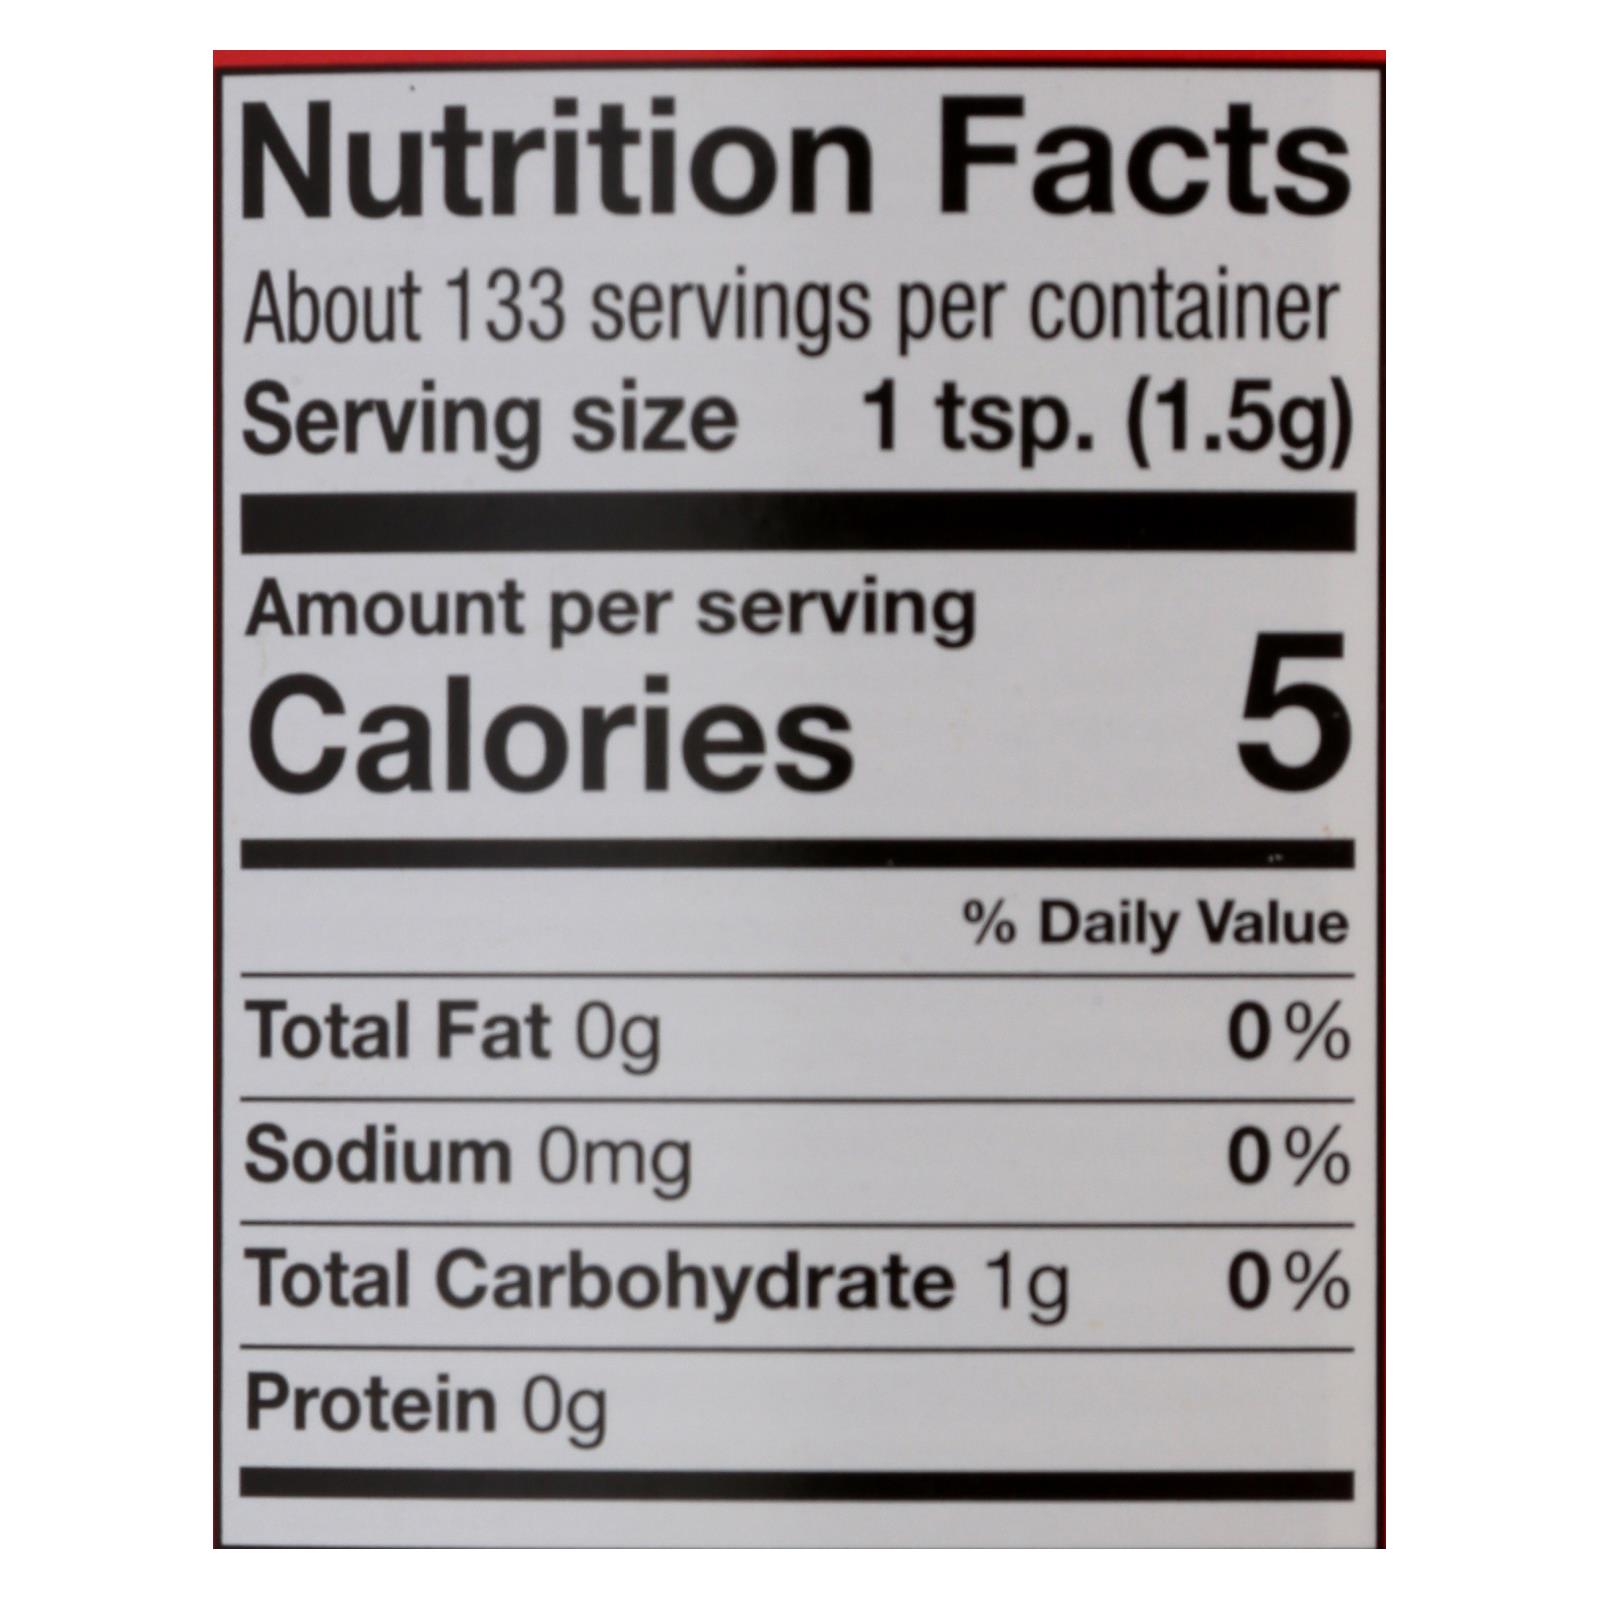 Nutrition Facts
About 133 servings per container
Serving size 1 tsp. (1.5g)
Amount per serving
Calories 5
% Daily Value
Total Fat 0g 0%
Sodium 0mg 0%
Total Carbohydrate 1g 0%
Protein 0g